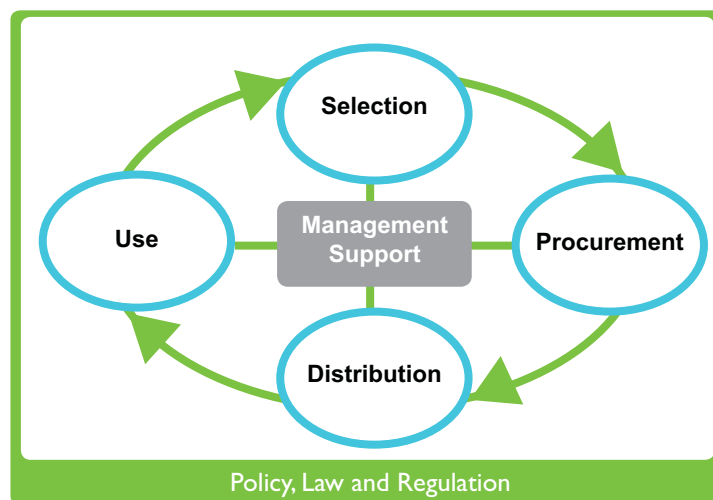 Selection
Use
Management
Support
Procurement
Distribution
Policy, Law and Regulation